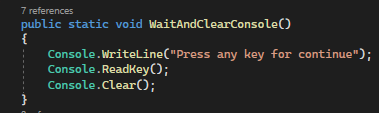 7 references
public static void WaitAndClearConsole()
{
Console.WriteLine("Press any key for continue");
Console.ReadKey();
Console.Clear();
}